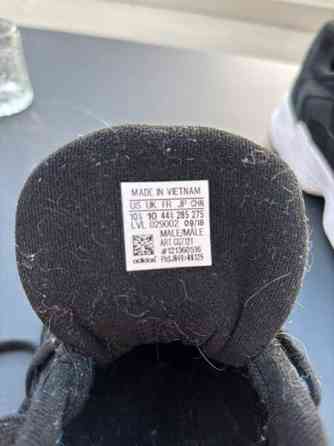 MADE IN VIETNAM
US UK FR JP CHN
10½ 10 44⅔ 285 275
LVL 029002 09/18
MALE/MALE
ART CG7121
#121360516
adidas